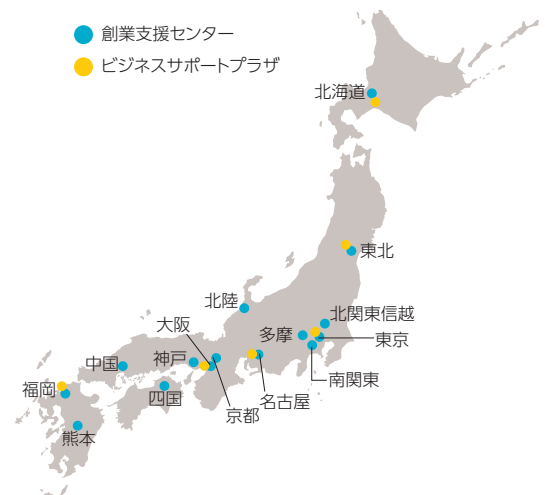 創業支援センター
ビジネスサポートプラザ
北海道
東北
北陸
北関東信越
大阪
多摩
東京
中国
神戸
南関東
福岡
四国
名古屋
京都
熊本